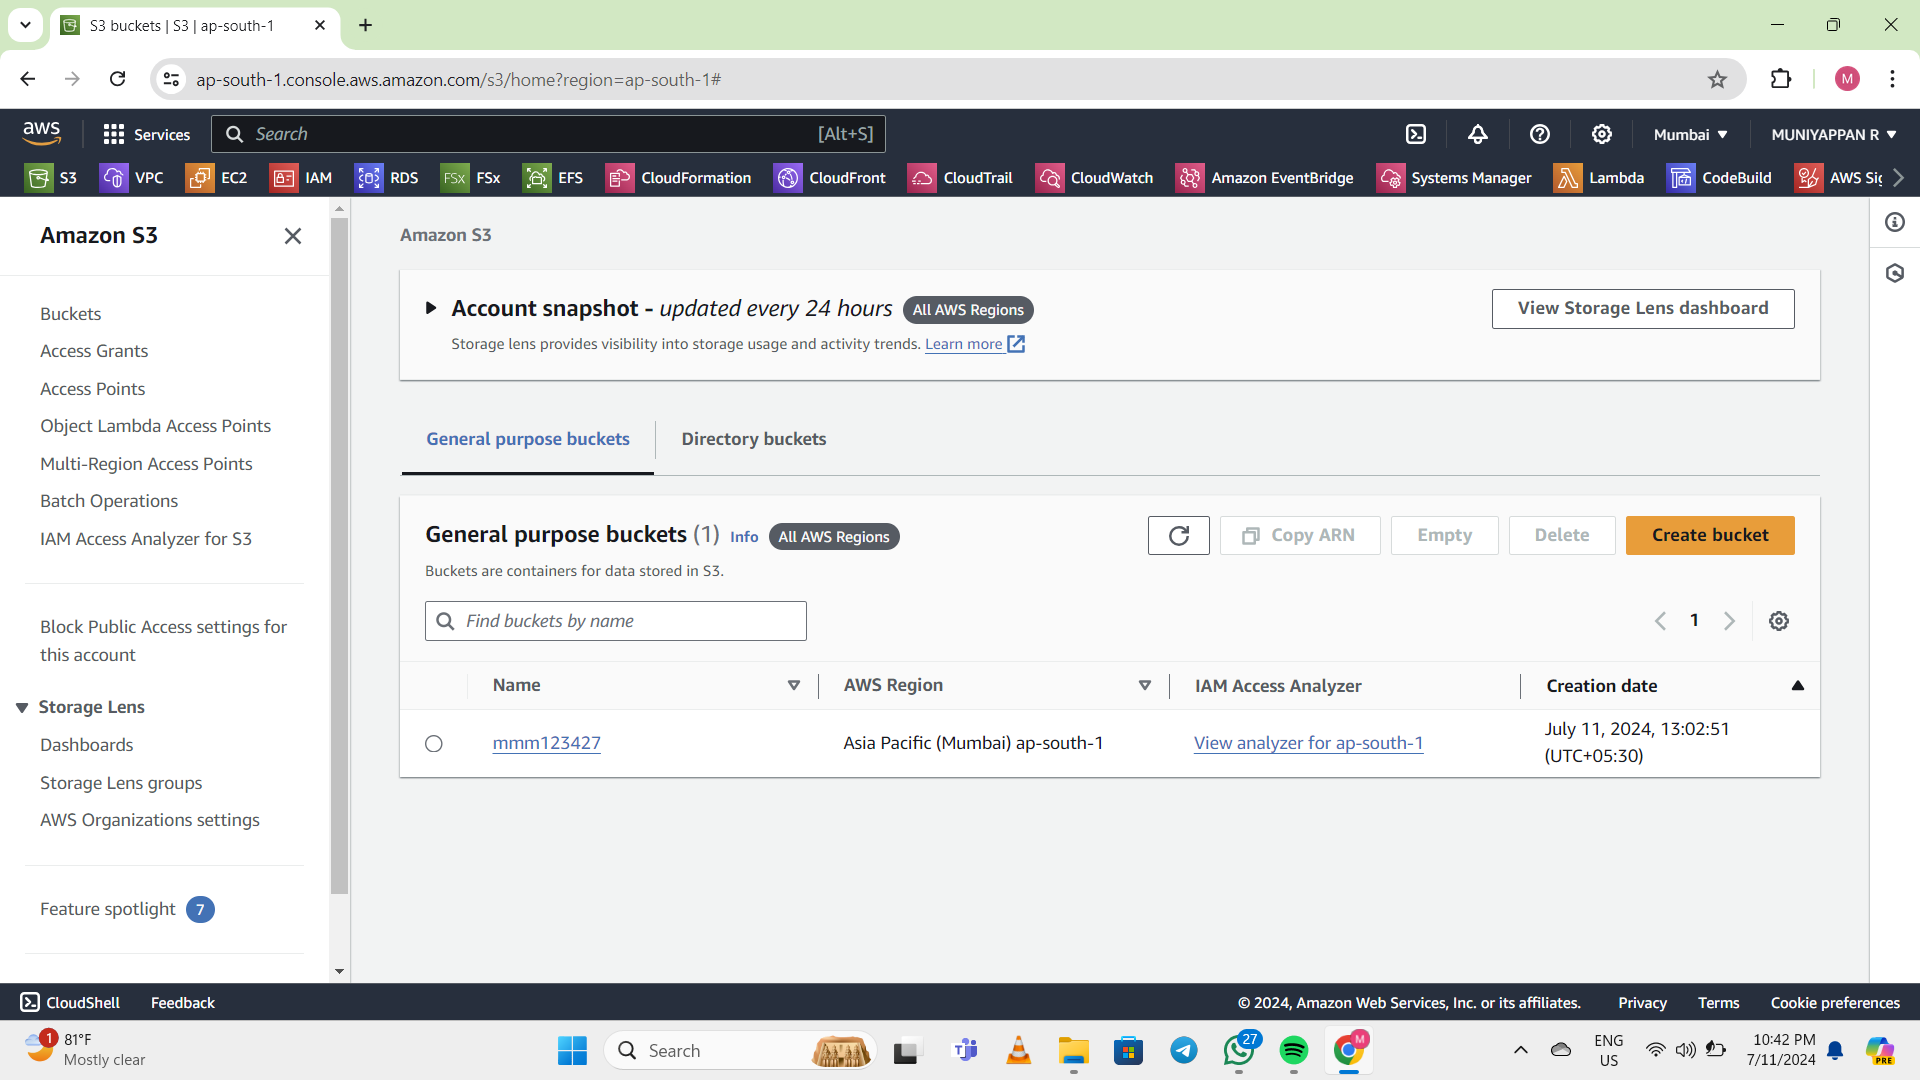 S3 buckets | S3 | ap-south-1
ap-south-1.console.aws.amazon.com/s3/home?region=ap-south-1#
M
aws
Services
Search
[Alt+S]
Mumbai
MUNIYAPPAN R
S3
VPC
EC2
IAM
RDS
FSx
FSx
EFS
CloudFormation
CloudFront
CloudTrail
CloudWatch
Amazon EventBridge
Systems Manager
Lambda
CodeBuild
AWS Sig
Amazon S3
Buckets
Access Grants
Access Points
Object Lambda Access Points
Multi-Region Access Points
Batch Operations
IAM Access Analyzer for S3
Block Public Access settings for
this account
Storage Lens
Dashboards
Storage Lens groups
AWS Organizations settings
Feature spotlight 7
Amazon S3
Account snapshot - updated every 24 hours All AWS Regions
Storage lens provides visibility into storage usage and activity trends. Learn more
View Storage Lens dashboard
General purpose buckets
Directory buckets
General purpose buckets (1) Info All AWS Regions
Buckets are containers for data stored in S3.
Copy ARN
Empty
Delete
Create bucket
Find buckets by name
1
Name
AWS Region
IAM Access Analyzer
Creation date
mmm123427
Asia Pacific (Mumbai) ap-south-1
View analyzer for ap-south-1
July 11, 2024, 13:02:51
(UTC+05:30)
CloudShell
Feedback
© 2024, Amazon Web Services, Inc. or its affiliates.
Privacy
Terms
Cookie preferences
1
81°F
Mostly clear
Search
27
M
ENG
US
10:42 PM
7/11/2024
PRE